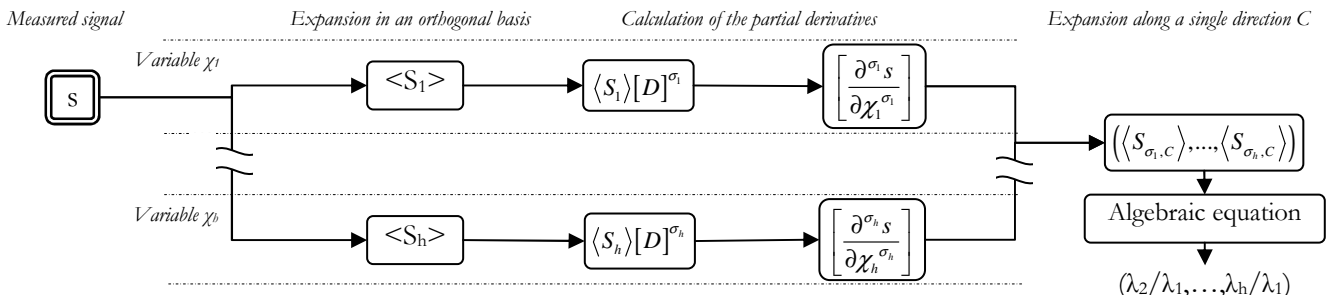 Measured signal
Expansion in an orthogonal basis
Calculation of the partial derivatives
Expansion along a single direction C
Variable χ₁
s
<S₁>
⟨S₁⟩[D]^σ₁
[∂^σ₁ s / ∂χ₁^σ₁]
(⟨S_σ₁,C⟩,...,⟨S_σₕ,C⟩)
Algebraic equation
(λ₂/λ₁,…,λₕ/λ₁)
Variable χₕ
<Sₕ>
⟨Sₕ⟩[D]^σₕ
[∂^σₕ s / ∂χₕ^σₕ]